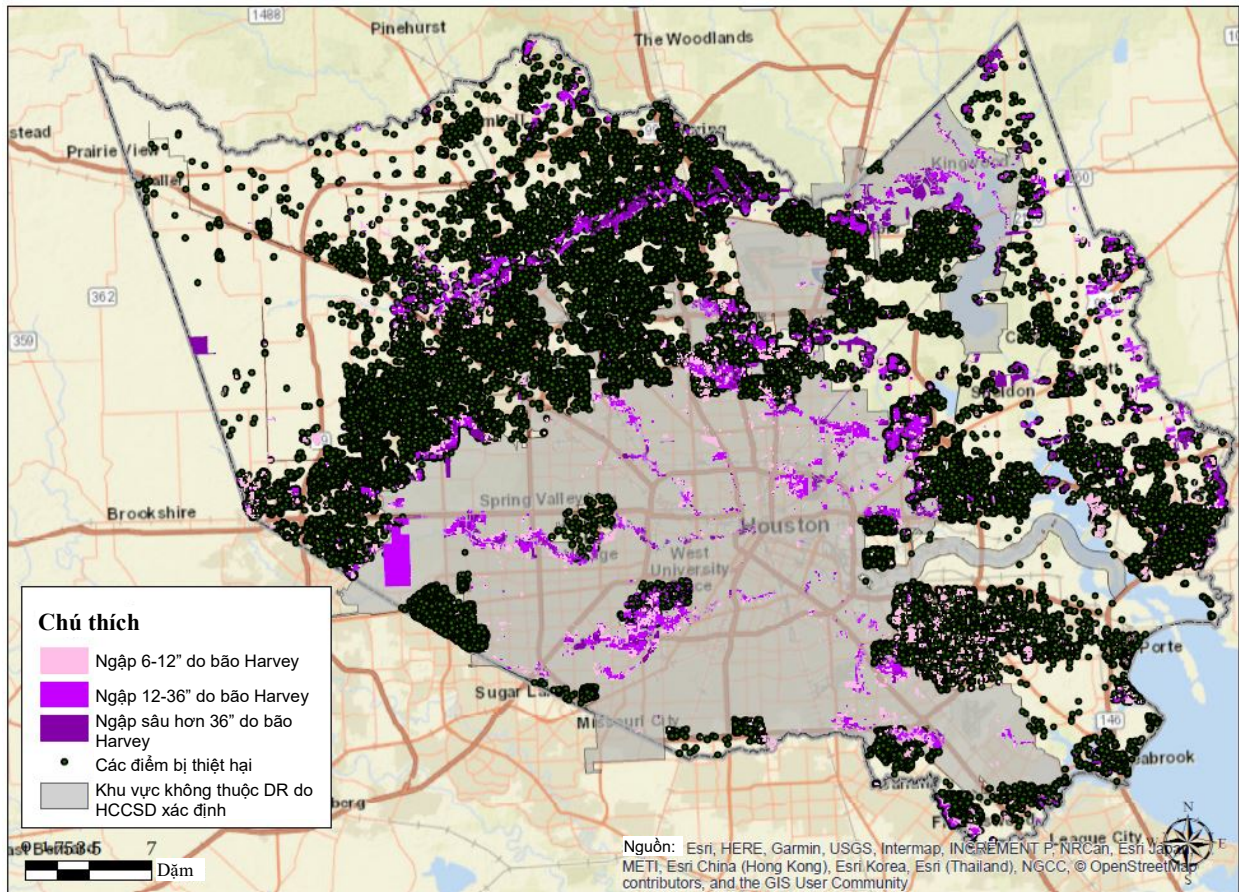 1488
Pinehurst
The Woodlands
Prairie View
Kingwood
362
359
Sheldon
Brookshire
Spring Valley
Houston
West
University
Sugar
Missouri City
Porte
146
League City
Chú thích
Ngập 6-12” do bão Harvey
Ngập 12-36” do bão Harvey
Ngập sâu hơn 36” do bão
Harvey
Các điểm bị thiệt hại
Khu vực không thuộc DR do
HCCSD xác định
7
Dặm
N
E
S
Nguồn: Esri, HERE, Garmin, USGS, Intermap, INCREMENT P, NRCan, Esri Japan,
METI, Esri China (Hong Kong), Esri Korea, Esri (Thailand), NGCC, © OpenStreetMap
contributors, and the GIS User Community